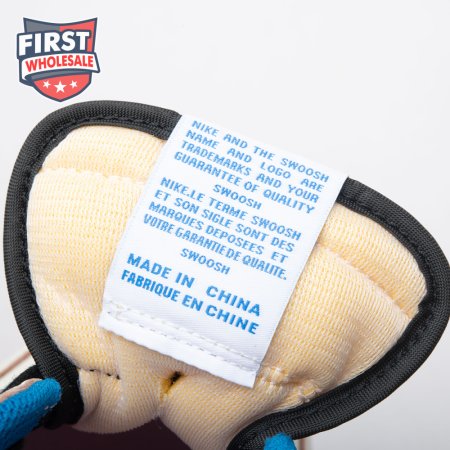 FIRST
WHOLESALE
NIKE AND THE SWOOSH
NAME AND LOGO ARE
TRADEMARKS AND YOUR
GUARANTEE OF QUALITY
SWOOSH
NIKE.LE TERME SWOOSH
ET SON SIGLE SONT DES
MARQUES DEPOSEES ET
VOTRE GARANTIE DE QUALITE.
SWOOSH
MADE IN CHINA
FABRIQUE EN CHINE